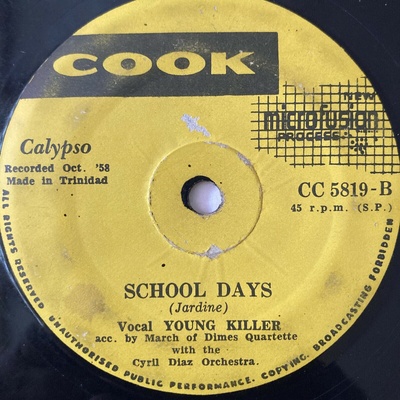 COOK
NEW
microfusion
PROCESS
Calypso
Recorded Oct. '58
Made in Trinidad
CC 5819-B
45 r.p.m. (S.P.)
SCHOOL DAYS
(Jardine)
Vocal YOUNG KILLER
acc. by March of Dimes Quartette
with the
Cyril Diaz Orchestra.
ALL RIGHTS RESERVED UNAUTHORISED PUBLIC PERFORMANCE. COPYING. BROADCASTING FORBIDDEN